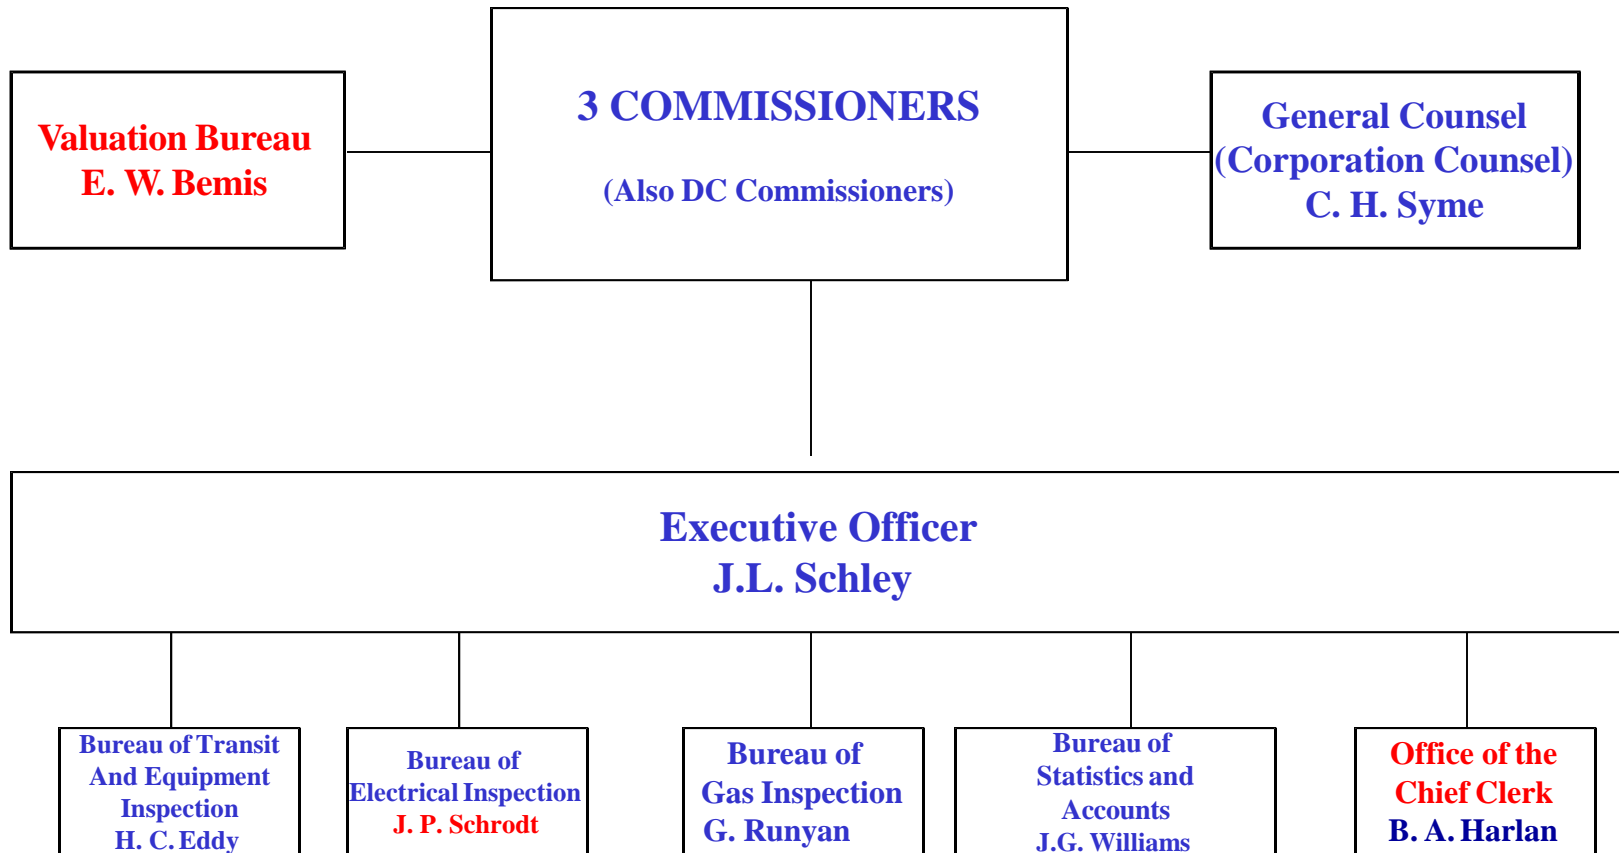 3 COMMISSIONERS
(Also DC Commissioners)
Valuation Bureau
E. W. Bemis
General Counsel
(Corporation Counsel)
C. H. Syme
Executive Officer
J.L. Schley
Bureau of Transit
And Equipment
Inspection
H. C. Eddy
Bureau of
Electrical Inspection
J. P. Schrodt
Bureau of
Gas Inspection
G. Runyan
Bureau of
Statistics and
Accounts
J.G. Williams
Office of the
Chief Clerk
B. A. Harlan